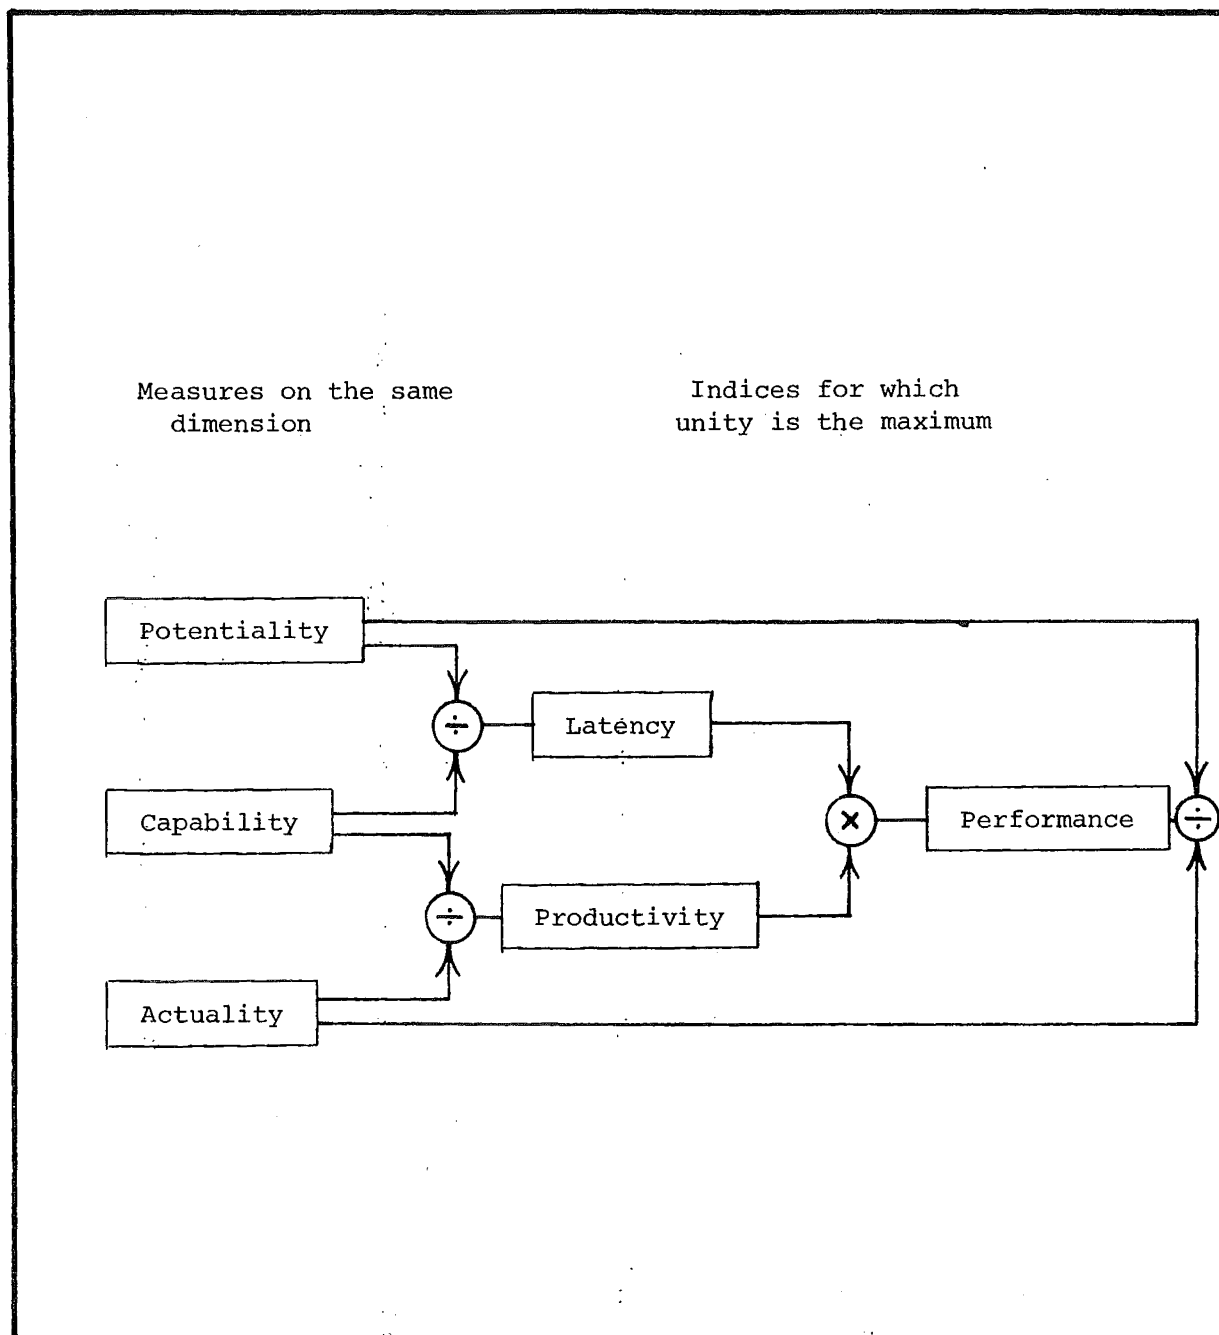 Measures on the same
dimension
Indices for which
unity is the maximum
Potentiality
÷
Latency
Capability
×
Performance
÷
÷
Productivity
Actuality